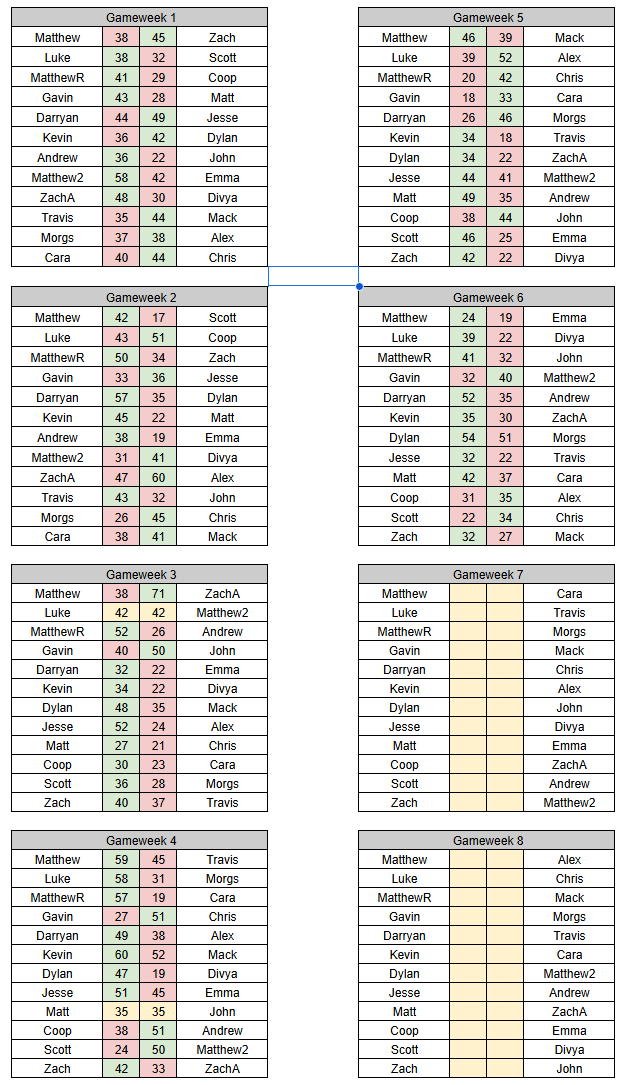 Gameweek 1
Matthew 38 45 Zach
Luke 38 32 Scott
MatthewR 41 29 Coop
Gavin 43 28 Matt
Darryan 44 49 Jesse
Kevin 36 42 Dylan
Andrew 36 22 John
Matthew2 58 42 Emma
ZachA 48 30 Divya
Travis 35 44 Mack
Morgs 37 38 Alex
Cara 40 44 Chris
Gameweek 2
Matthew 42 17 Scott
Luke 43 51 Coop
MatthewR 50 34 Zach
Gavin 33 36 Jesse
Darryan 57 35 Dylan
Kevin 45 22 Matt
Andrew 38 19 Emma
Matthew2 31 41 Divya
ZachA 47 60 Alex
Travis 43 32 John
Morgs 26 45 Chris
Cara 38 41 Mack
Gameweek 3
Matthew 38 71 ZachA
Luke 42 42 Matthew2
MatthewR 52 26 Andrew
Gavin 40 50 John
Darryan 32 22 Emma
Kevin 34 22 Divya
Dylan 48 35 Mack
Jesse 52 24 Alex
Matt 27 21 Chris
Coop 30 23 Cara
Scott 36 28 Morgs
Zach 40 37 Travis
Gameweek 4
Matthew 59 45 Travis
Luke 58 31 Morgs
MatthewR 57 19 Cara
Gavin 27 51 Chris
Darryan 49 38 Alex
Kevin 60 52 Mack
Dylan 47 19 Divya
Jesse 51 45 Emma
Matt 35 35 John
Coop 38 51 Andrew
Scott 24 50 Matthew2
Zach 42 33 ZachA
Gameweek 5
Matthew 46 39 Mack
Luke 39 52 Alex
MatthewR 20 42 Chris
Gavin 18 33 Cara
Darryan 26 46 Morgs
Kevin 34 18 Travis
Dylan 34 22 ZachA
Jesse 44 41 Matthew2
Matt 49 35 Andrew
Coop 38 44 John
Scott 46 25 Emma
Zach 42 22 Divya
Gameweek 6
Matthew 24 19 Emma
Luke 39 22 Divya
MatthewR 41 32 John
Gavin 32 40 Matthew2
Darryan 52 35 Andrew
Kevin 35 30 ZachA
Dylan 54 51 Morgs
Jesse 32 22 Travis
Matt 42 37 Cara
Coop 31 35 Alex
Scott 22 34 Chris
Zach 32 27 Mack
Gameweek 7
Matthew Cara
Luke Travis
MatthewR Morgs
Gavin Mack
Darryan Chris
Kevin Alex
Dylan John
Jesse Divya
Matt Emma
Coop ZachA
Scott Andrew
Zach Matthew2
Gameweek 8
Matthew Alex
Luke Chris
MatthewR Mack
Gavin Morgs
Darryan Travis
Kevin Cara
Dylan Matthew2
Jesse Andrew
Matt ZachA
Coop Emma
Scott Divya
Zach John